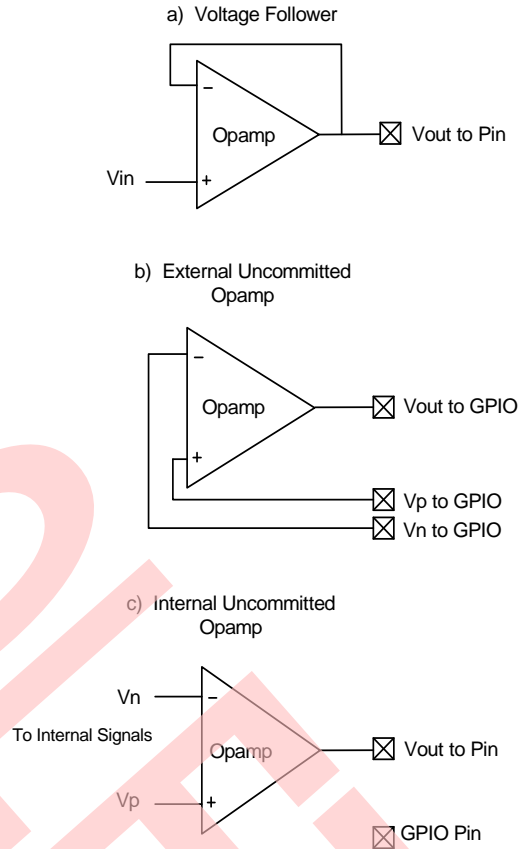 a) Voltage Follower
−
Opamp
Vout to Pin
Vin
+
b) External Uncommitted
Opamp
−
Opamp
Vout to GPIO
+
Vp to GPIO
Vn to GPIO
c) Internal Uncommitted
Opamp
Vn
−
To Internal Signals
Opamp
Vout to Pin
Vp
+
GPIO Pin